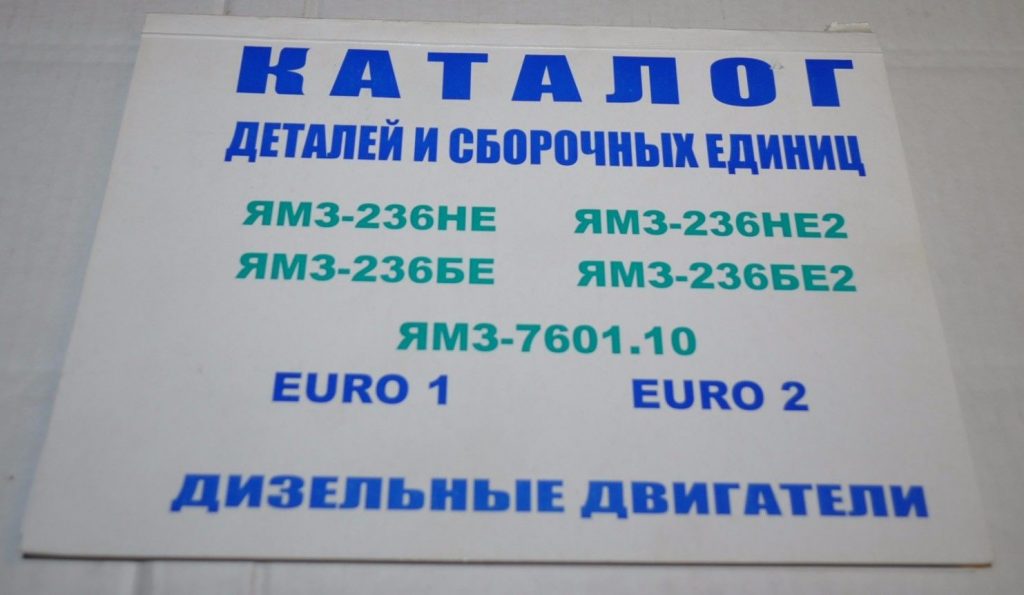 КАТАЛОГ
ДЕТАЛЕЙ И СБОРОЧНЫХ ЕДИНИЦ
ЯМЗ-236НЕ ЯМЗ-236НЕ2
ЯМЗ-236БЕ ЯМЗ-236БЕ2
ЯМЗ-7601.10
EURO 1 EURO 2
ДИЗЕЛЬНЫЕ ДВИГАТЕЛИ